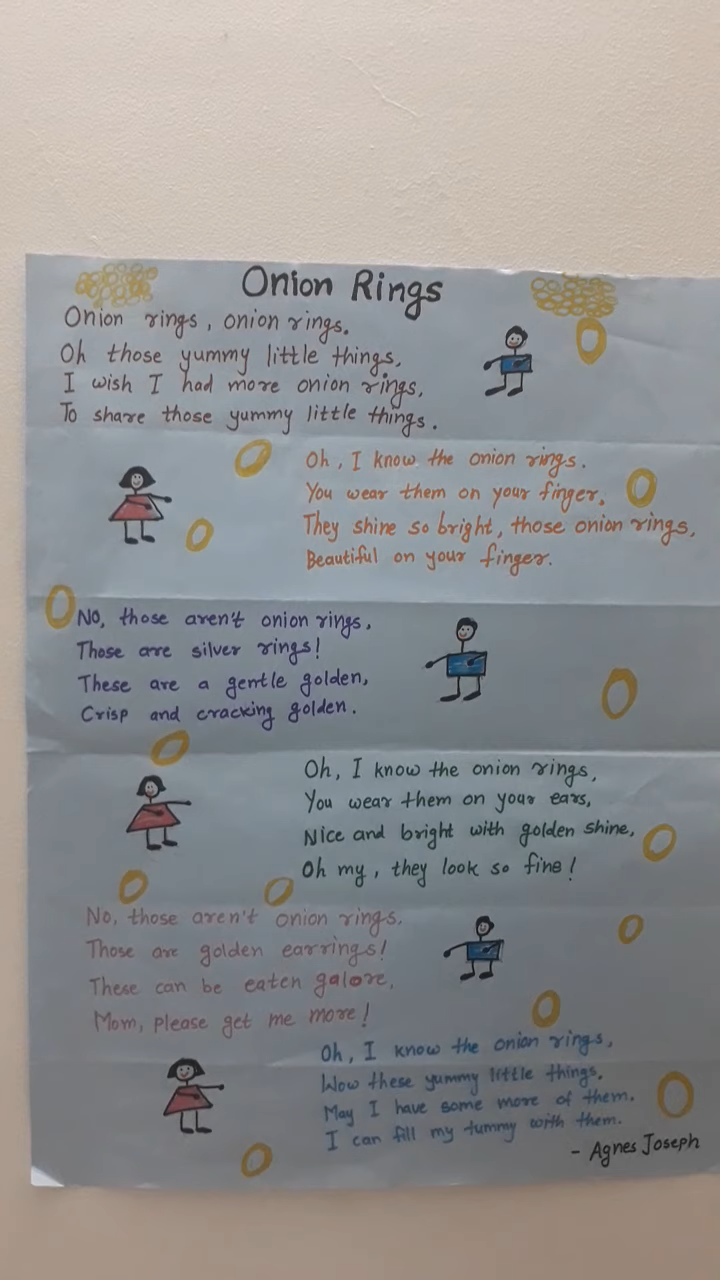 Onion Rings
Onion rings, onion rings.
Oh those yummy little things,
I wish I had more onion rings,
To share those yummy little things.
Oh, I know the onion rings.
You wear them on your finger,
They shine so bright, those onion rings,
Beautiful on your finger.
No, those aren't onion rings,
Those are silver rings!
These are a gentle golden,
Crisp and cracking golden.
Oh, I know the onion rings,
You wear them on your ears,
Nice and bright with golden shine,
Oh my, they look so fine!
No, those aren't onion rings.
Those are golden earrings!
These can be eaten galore,
Mom, please get me more!
Oh, I know the onion rings,
Wow these yummy little things,
May I have some more of them.
I can fill my tummy with them.
- Agnes Joseph